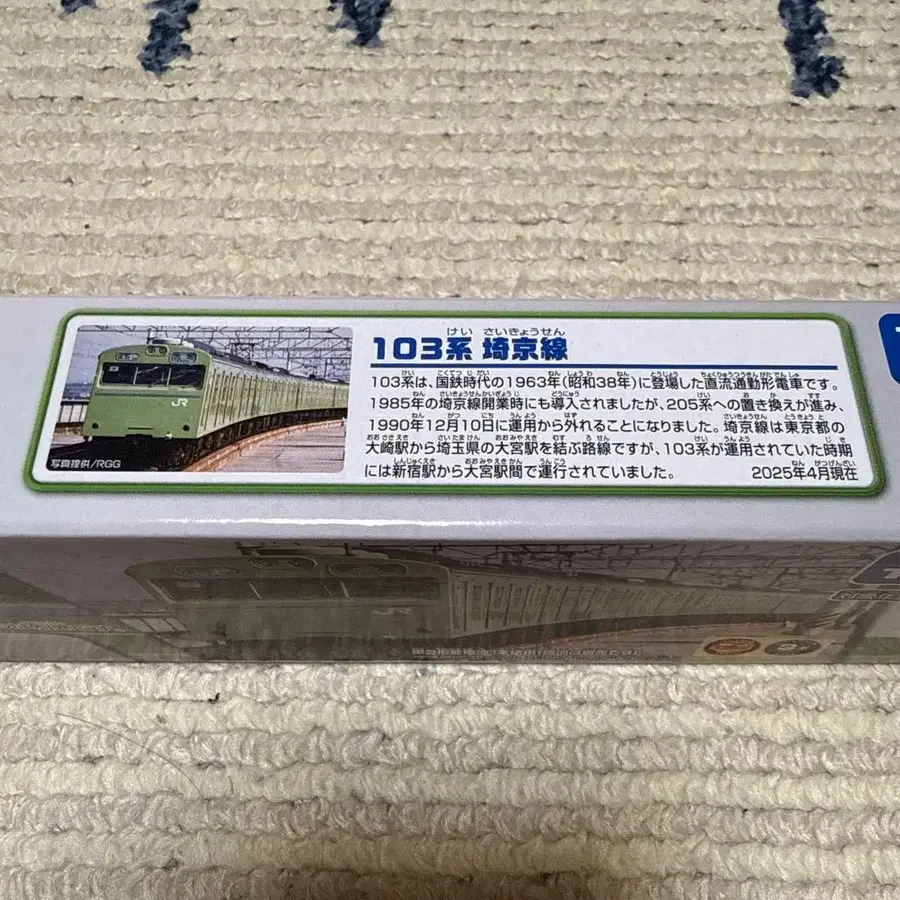 けい さいきょうせん
103系 埼京線
103系は、国鉄時代の1963年(昭和38年)に登場した直流通勤形電車です。
1985年の埼京線開業時にも導入されましたが、205系への置き換えが進み、
1990年12月10日に運用から外れることになりました。埼京線は東京都の
大崎駅から埼玉県の大宮駅を結ぶ路線ですが、103系が運用されていた時期
には新宿駅から大宮駅間で運行されていました。
2025年4月現在
写真提供/RGG
JR